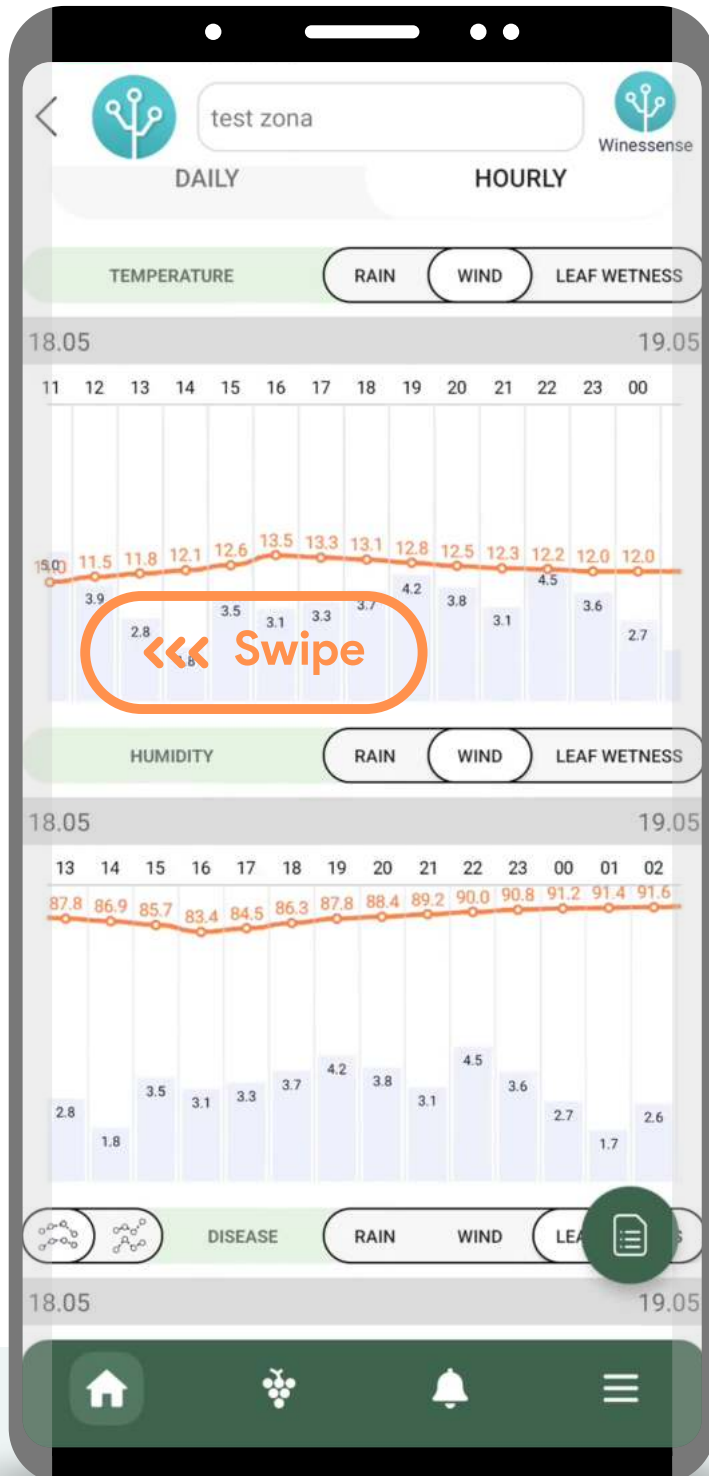 test zona
Winessense
DAILY HOURLY
TEMPERATURE RAIN WIND LEAF WETNESS
18.05 19.05
11 12 13 14 15 16 17 18 19 20 21 22 23 00
11.5 11.8 12.1 12.6 13.5 13.3 13.1 12.8 12.5 12.3 12.2 12.0 12.0
5.0 3.9 2.8 3.5 3.1 3.3 3.7 4.2 3.8 3.1 4.5 3.6 2.7
Swipe
HUMIDITY RAIN WIND LEAF WETNESS
18.05 19.05
13 14 15 16 17 18 19 20 21 22 23 00 01 02
87.8 86.9 85.7 83.4 84.5 86.3 87.8 88.4 89.2 90.0 90.8 91.2 91.4 91.6
2.8 1.8 3.5 3.1 3.3 3.7 4.2 3.8 3.1 4.5 3.6 2.7 1.7 2.6
DISEASE RAIN WIND
18.05 19.05